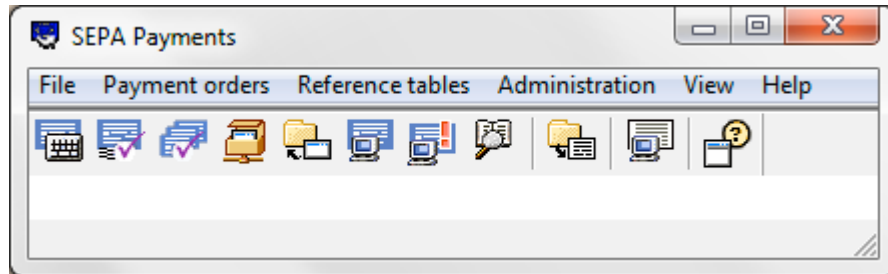 SEPA Payments
File Payment orders Reference tables Administration View Help